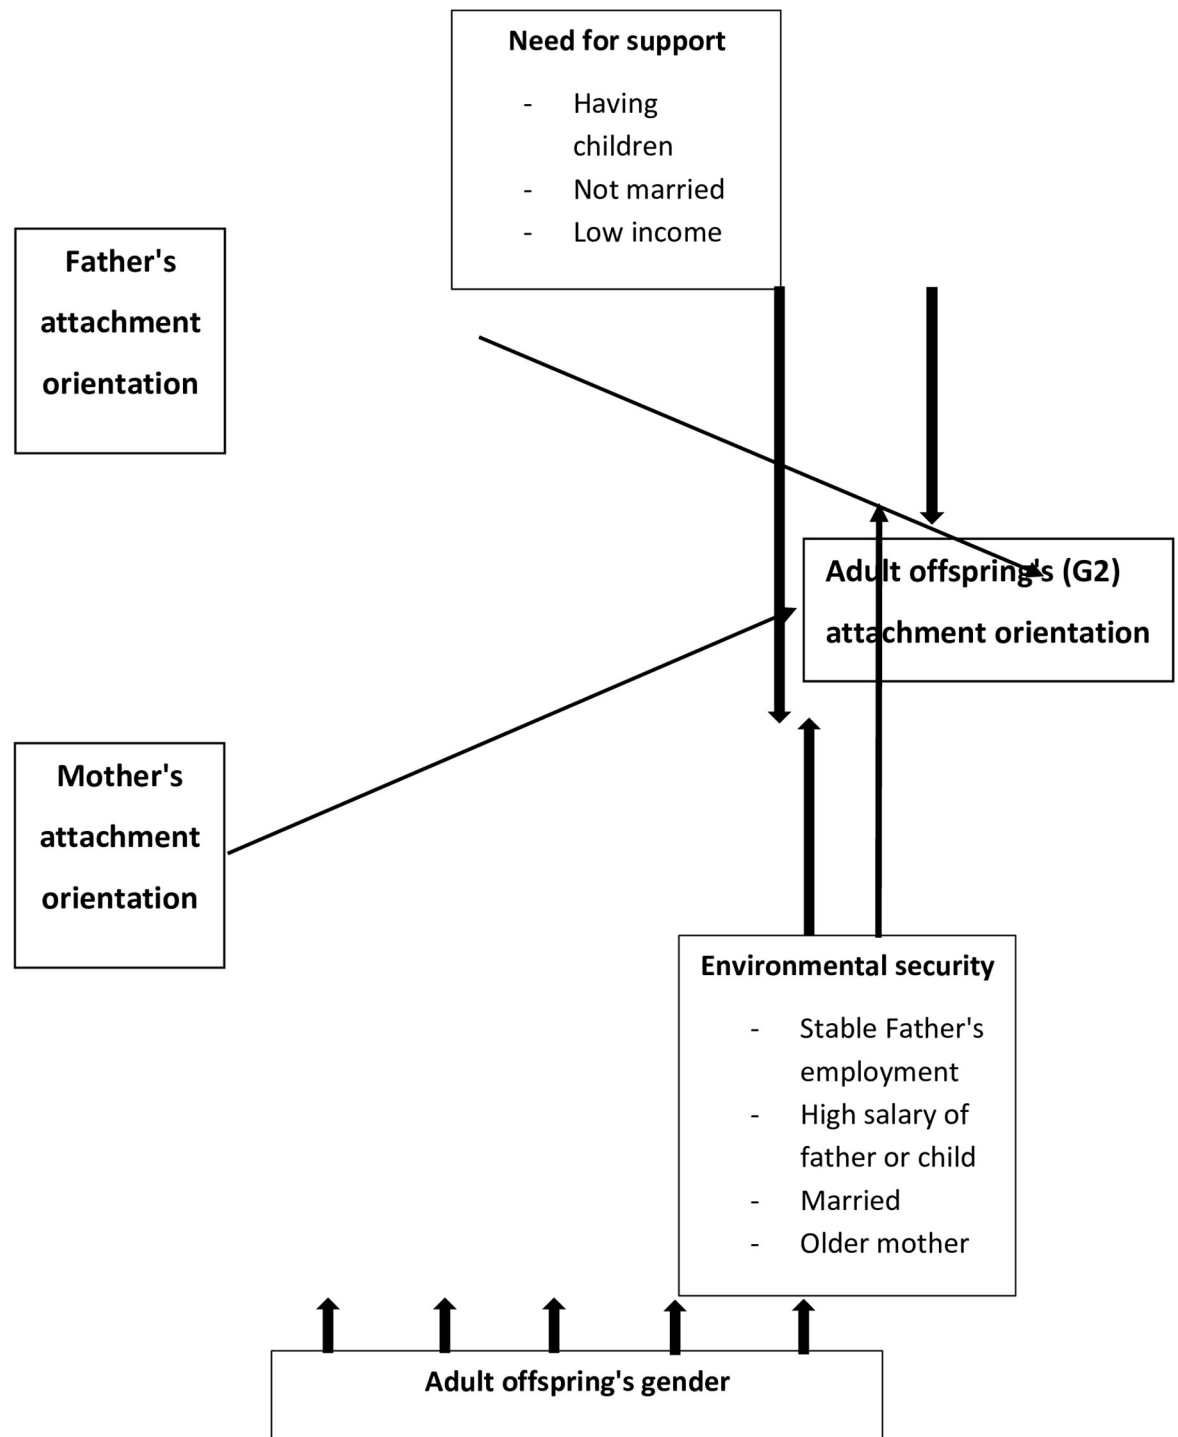 Need for support
- Having
children
- Not married
- Low income
Father's
attachment
orientation
Adult offspring's (G2)
attachment orientation
Mother's
attachment
orientation
Environmental security
- Stable Father's
employment
- High salary of
father or child
- Married
- Older mother
Adult offspring's gender